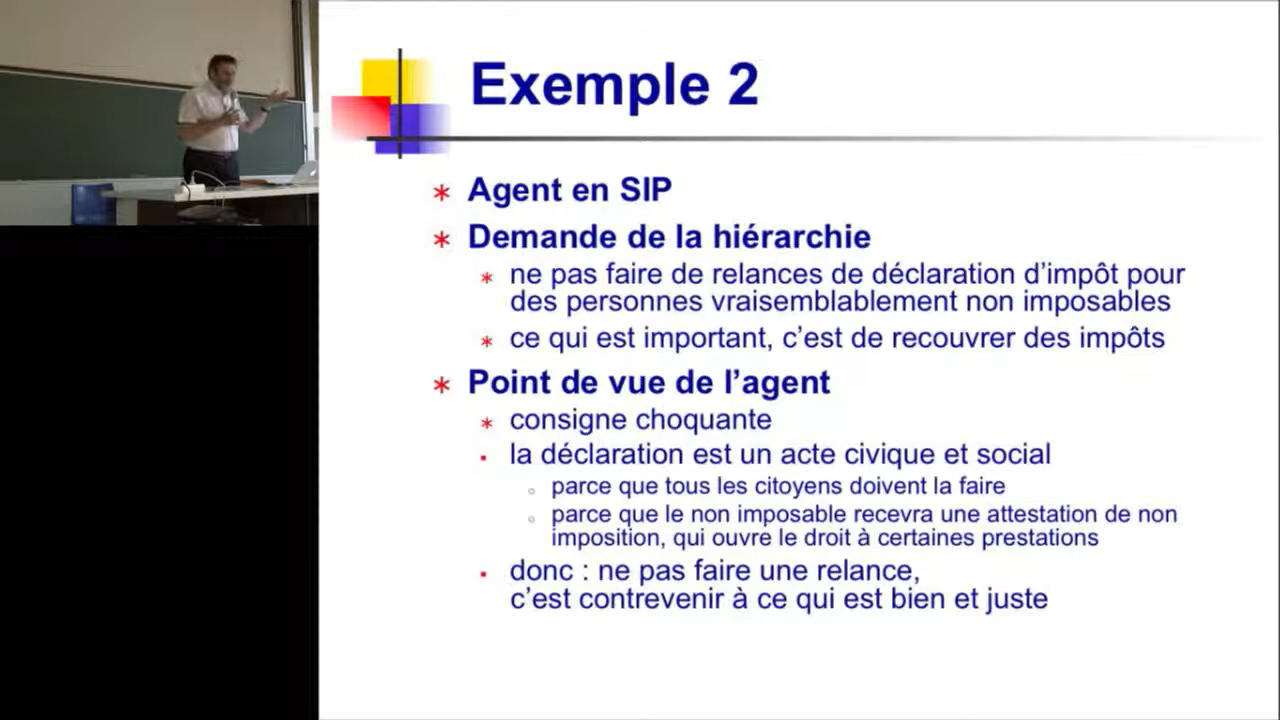 Exemple 2
* Agent en SIP
* Demande de la hiérarchie
* ne pas faire de relances de déclaration d'impôt pour
des personnes vraisemblablement non imposables
* ce qui est important, c'est de recouvrer des impôts
* Point de vue de l'agent
* consigne choquante
▪ la déclaration est un acte civique et social
○ parce que tous les citoyens doivent la faire
○ parce que le non imposable recevra une attestation de non
imposition, qui ouvre le droit à certaines prestations
▪ donc : ne pas faire une relance,
c'est contrevenir à ce qui est bien et juste